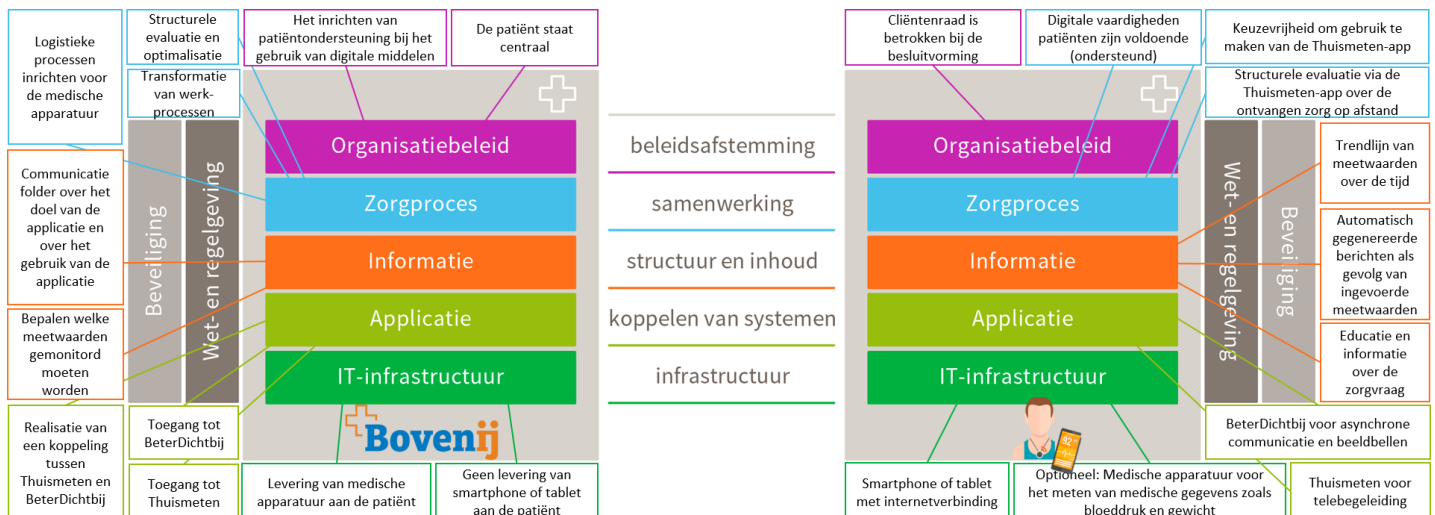 Logistieke
processen
inrichten voor
de medische
apparatuur
Structurele
evaluatie en
optimalisatie
Transformatie
van werk-
processen
Het inrichten van
patiëntondersteuning bij het
gebruik van digitale middelen
De patiënt staat
centraal
Communicatie
folder over het
doel van de
applicatie en
over het
gebruik van de
applicatie
Bepalen welke
meetwaarden
gemonitord
moeten
worden
Realisatie van
een koppeling
tussen
Thuismeten en
BeterDichtbij
Toegang tot
BeterDichtbij
Toegang tot
Thuismeten
Beveiliging
Wet- en regelgeving
Organisatiebeleid
Zorgproces
Informatie
Applicatie
IT-infrastructuur
Bovenij
Levering van medische
apparatuur aan de patiënt
Geen levering van
smartphone of tablet
aan de patiënt
beleidsafstemming
samenwerking
structuur en inhoud
koppelen van systemen
infrastructuur
Cliëntenraad is
betrokken bij de
besluitvorming
Digitale vaardigheden
patiënten zijn voldoende
(ondersteund)
Keuzevrijheid om gebruik te
maken van de Thuismeten-app
Structurele evaluatie via de
Thuismeten-app over de
ontvangen zorg op afstand
Organisatiebeleid
Zorgproces
Informatie
Applicatie
IT-infrastructuur
Wet- en regelgeving
Beveiliging
Trendlijn van
meetwaarden
over de tijd
Automatisch
gegenereerde
berichten als
gevolg van
ingevoerde
meetwaarden
Educatie en
informatie
over de
zorgvraag
BeterDichtbij voor asynchrone
communicatie en beeldbellen
92
Smartphone of tablet
met internetverbinding
Optioneel: Medische apparatuur voor
het meten van medische gegevens zoals
bloeddruk en gewicht
Thuismeten voor
telebegeleiding